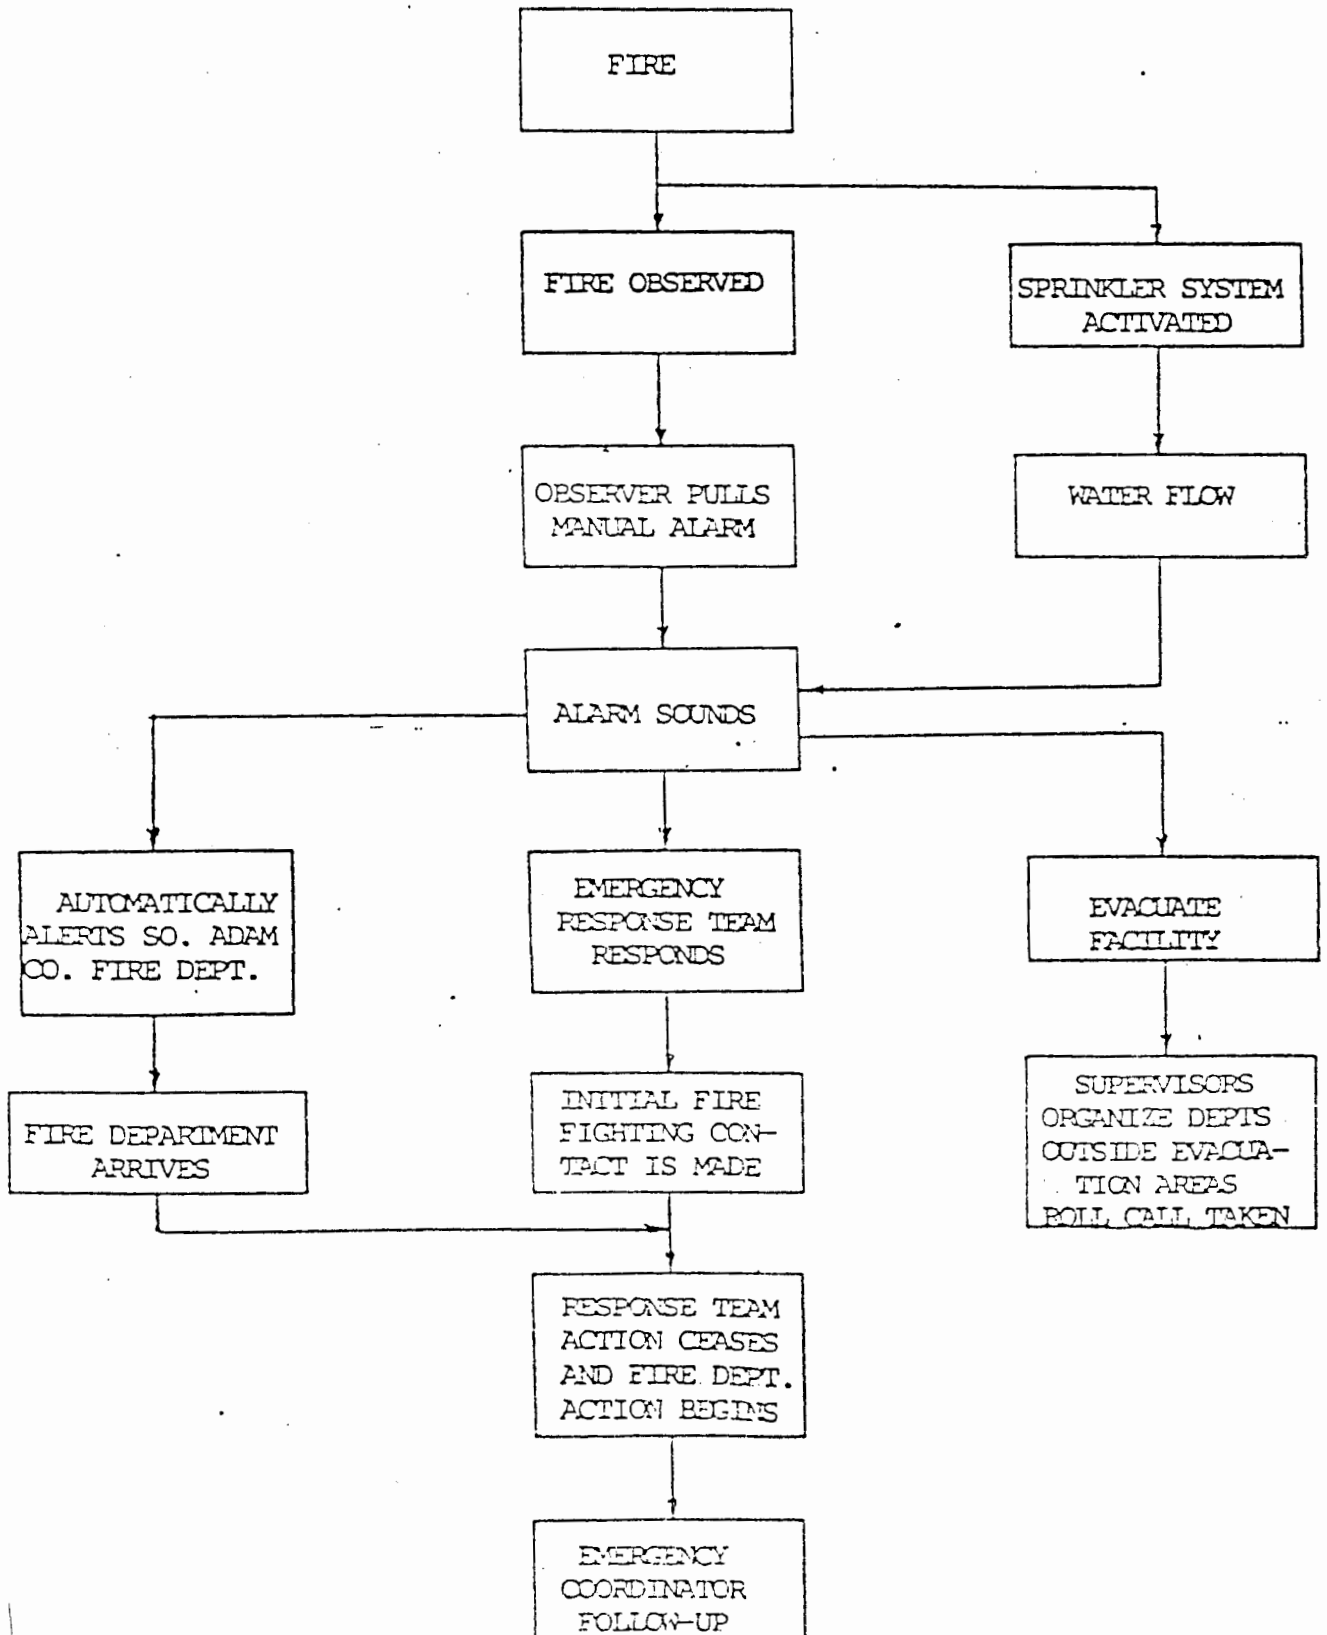 FIRE
FIRE OBSERVED
SPRINKLER SYSTEM
ACTIVATED
OBSERVER PULLS
MANUAL ALARM
WATER FLOW
ALARM SOUNDS
AUTOMATICALLY
ALERTS SO. ADAM
CO. FIRE DEPT.
EMERGENCY
RESPONSE TEAM
RESPONDS
EVACUATE
FACILITY
FIRE DEPARTMENT
ARRIVES
INITIAL FIRE
FIGHTING CON-
TACT IS MADE
SUPERVISORS
ORGANIZE DEPTS
OUTSIDE EVACUA-
TION AREAS
ROLL CALL TAKEN
RESPONSE TEAM
ACTION CEASES
AND FIRE DEPT.
ACTION BEGINS
EMERGENCY
COORDINATOR
FOLLOW-UP